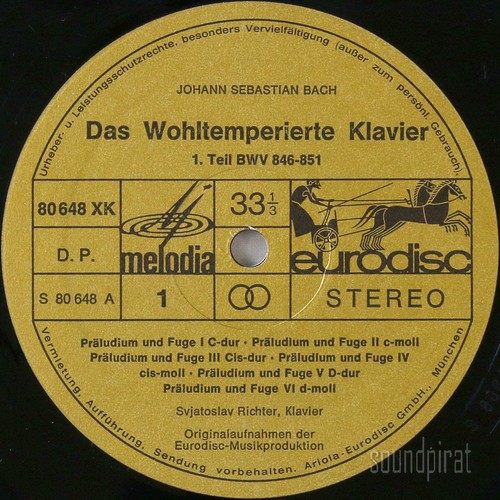 Urheber- u. Leistungsschutzrechte, besonders Vervielfältigung (außer zum persönl. Gebrauch),
JOHANN SEBASTIAN BACH
Das Wohltemperierte Klavier
1. Teil BWV 846-851
80 648 XK
33 1/3
D. P.
melodia
eurodisc
S 80 648 A
1
STEREO
Präludium und Fuge I C-dur · Präludium und Fuge II c-moll
Präludium und Fuge III Cis-dur · Präludium und Fuge IV
cis-moll · Präludium und Fuge V D-dur
Präludium und Fuge VI d-moll
Svjatoslav Richter, Klavier
Originalaufnahmen der
Eurodisc-Musikproduktion
Vermietung, Aufführung, Sendung vorbehalten. Ariola-Eurodisc GmbH., München
soundpirat